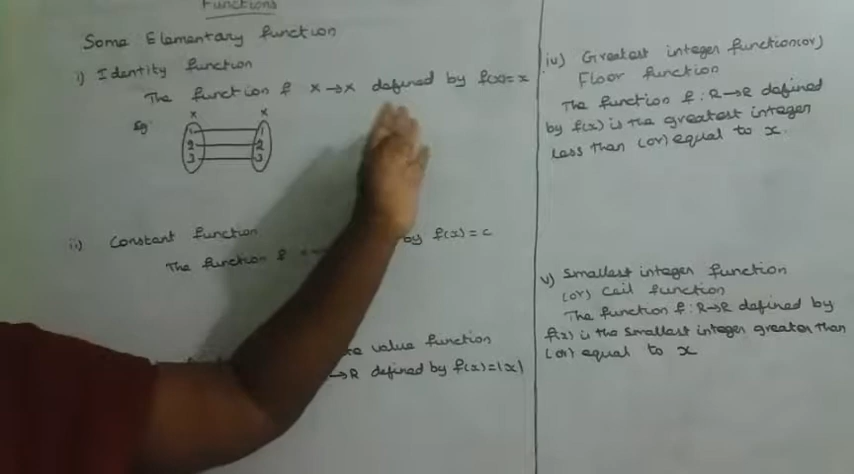 Functions
Some Elementary function
i) Identity function
The function f x→x defined by f(x)=x
x x
Eg
1 1
2 2
3 3
ii) Constant function
The function f by f(x)=c
value function
→R defined by f(x)=|x|
iv) Greatest integer function(or)
Floor function
The function f:R→R defined
by f(x) is the greatest integer
less than (or) equal to x.
v) Smallest integer function
(or) Ceil function
The function f:R→R defined by
f(x) is the smallest integer greater than
(or) equal to x